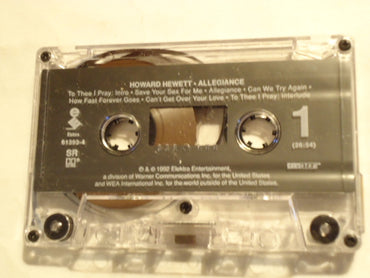 HOWARD HEWETT • ALLEGIANCE
To Thee I Pray: Intro • Save Your Sex For Me • Allegiance • Can We Try Again •
How Fast Forever Goes • Can't Get Over Your Love • To Thee I Pray: Interlude
Elektra
61393-4
SR
1
(26:54)
℗ & © 1992 Elektra Entertainment,
a division of Warner Communications Inc. for the United States
and WEA International Inc. for the world outside of the United States.